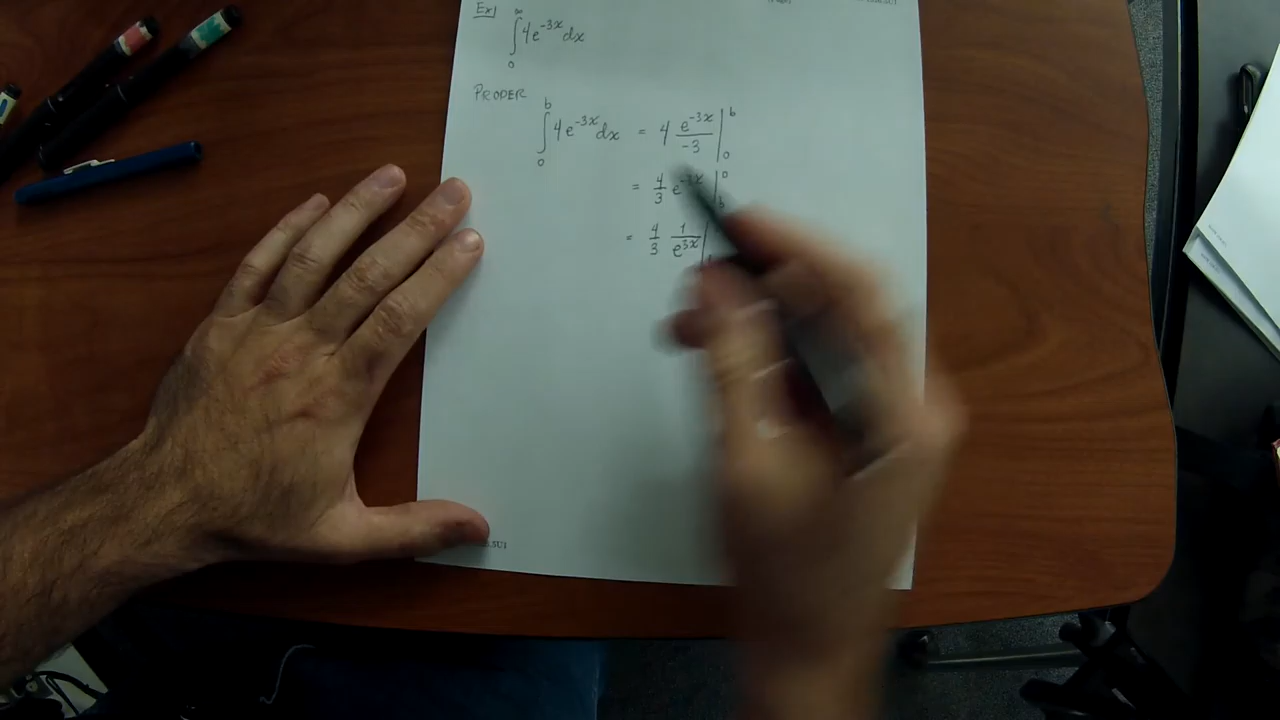 Ex1
∫₀^∞ 4e^{-3x}dx
PROPER
∫₀^b 4e^{-3x}dx = 4 e^{-3x}/-3 |₀^b
= 4/3 e^{-3x} |_b^0
= 4/3 1/e^{3x} |